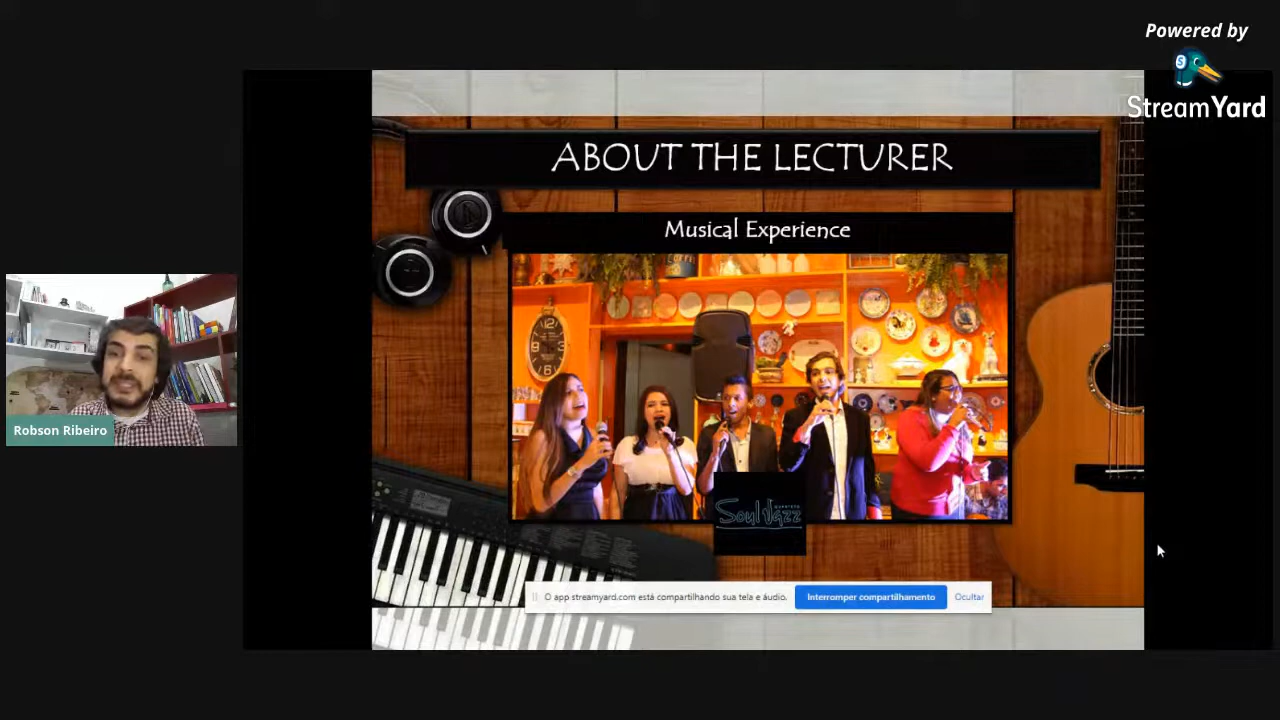 Powered by
StreamYard
ABOUT THE LECTURER
Musical Experience
Robson Ribeiro
Soul Jazz
O app streamyard.com está compartilhando sua tela e áudio.
Interromper compartilhamento
Ocultar